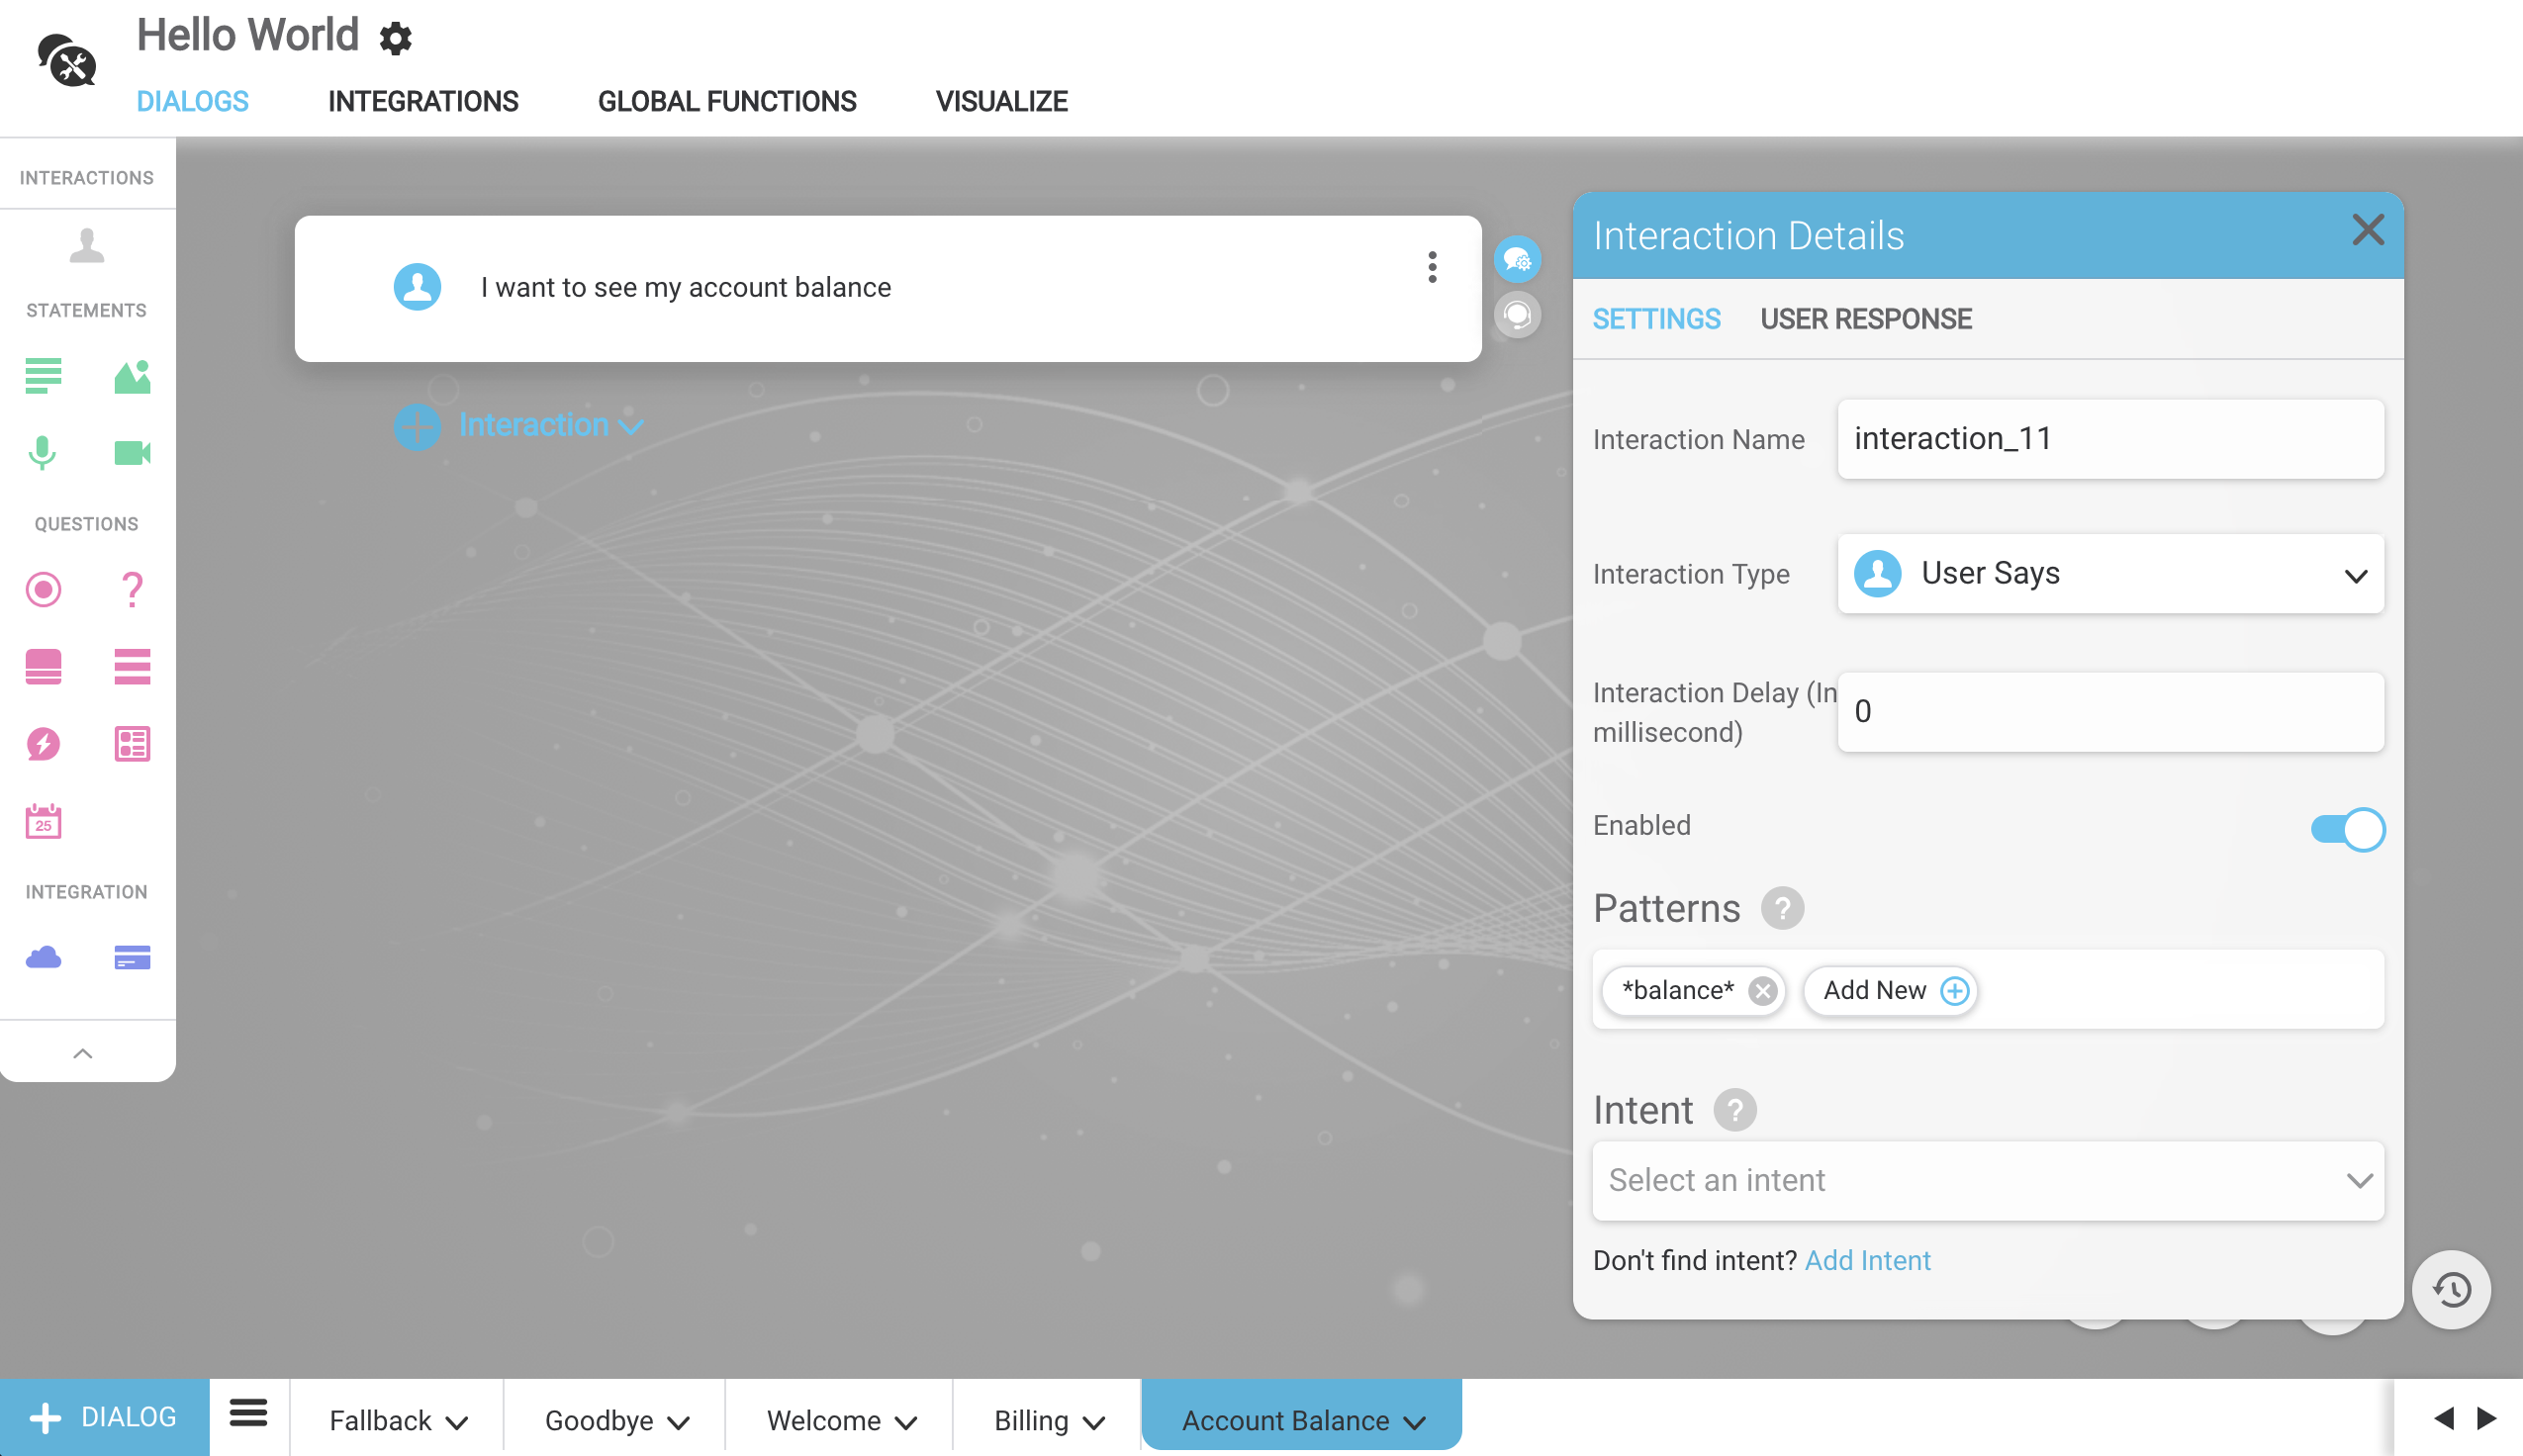 Hello World
DIALOGS INTEGRATIONS GLOBAL FUNCTIONS VISUALIZE
INTERACTIONS
STATEMENTS
QUESTIONS
25
INTEGRATION
I want to see my account balance
Interaction
Interaction Details
SETTINGS USER RESPONSE
Interaction Name interaction_11
Interaction Type User Says
Interaction Delay (In
millisecond)
0
Enabled
Patterns ?
*balance* Add New
Intent ?
Select an intent
Don't find intent? Add Intent
DIALOG Fallback Goodbye Welcome Billing Account Balance